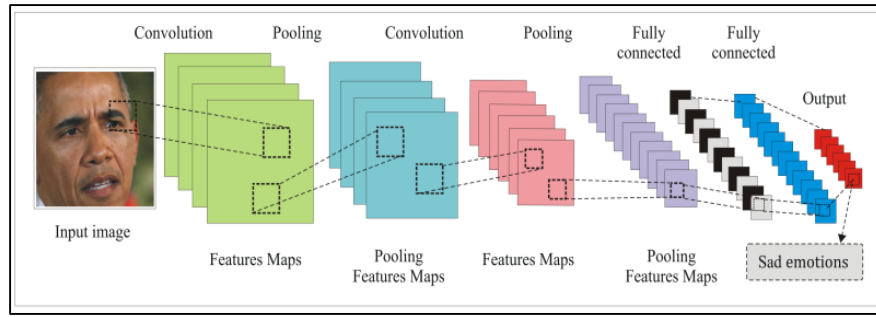 Convolution
Pooling
Convolution
Pooling
Fully
connected
Fully
connected
Output
Input image
Features Maps
Pooling
Features Maps
Features Maps
Pooling
Features Maps
Sad emotions